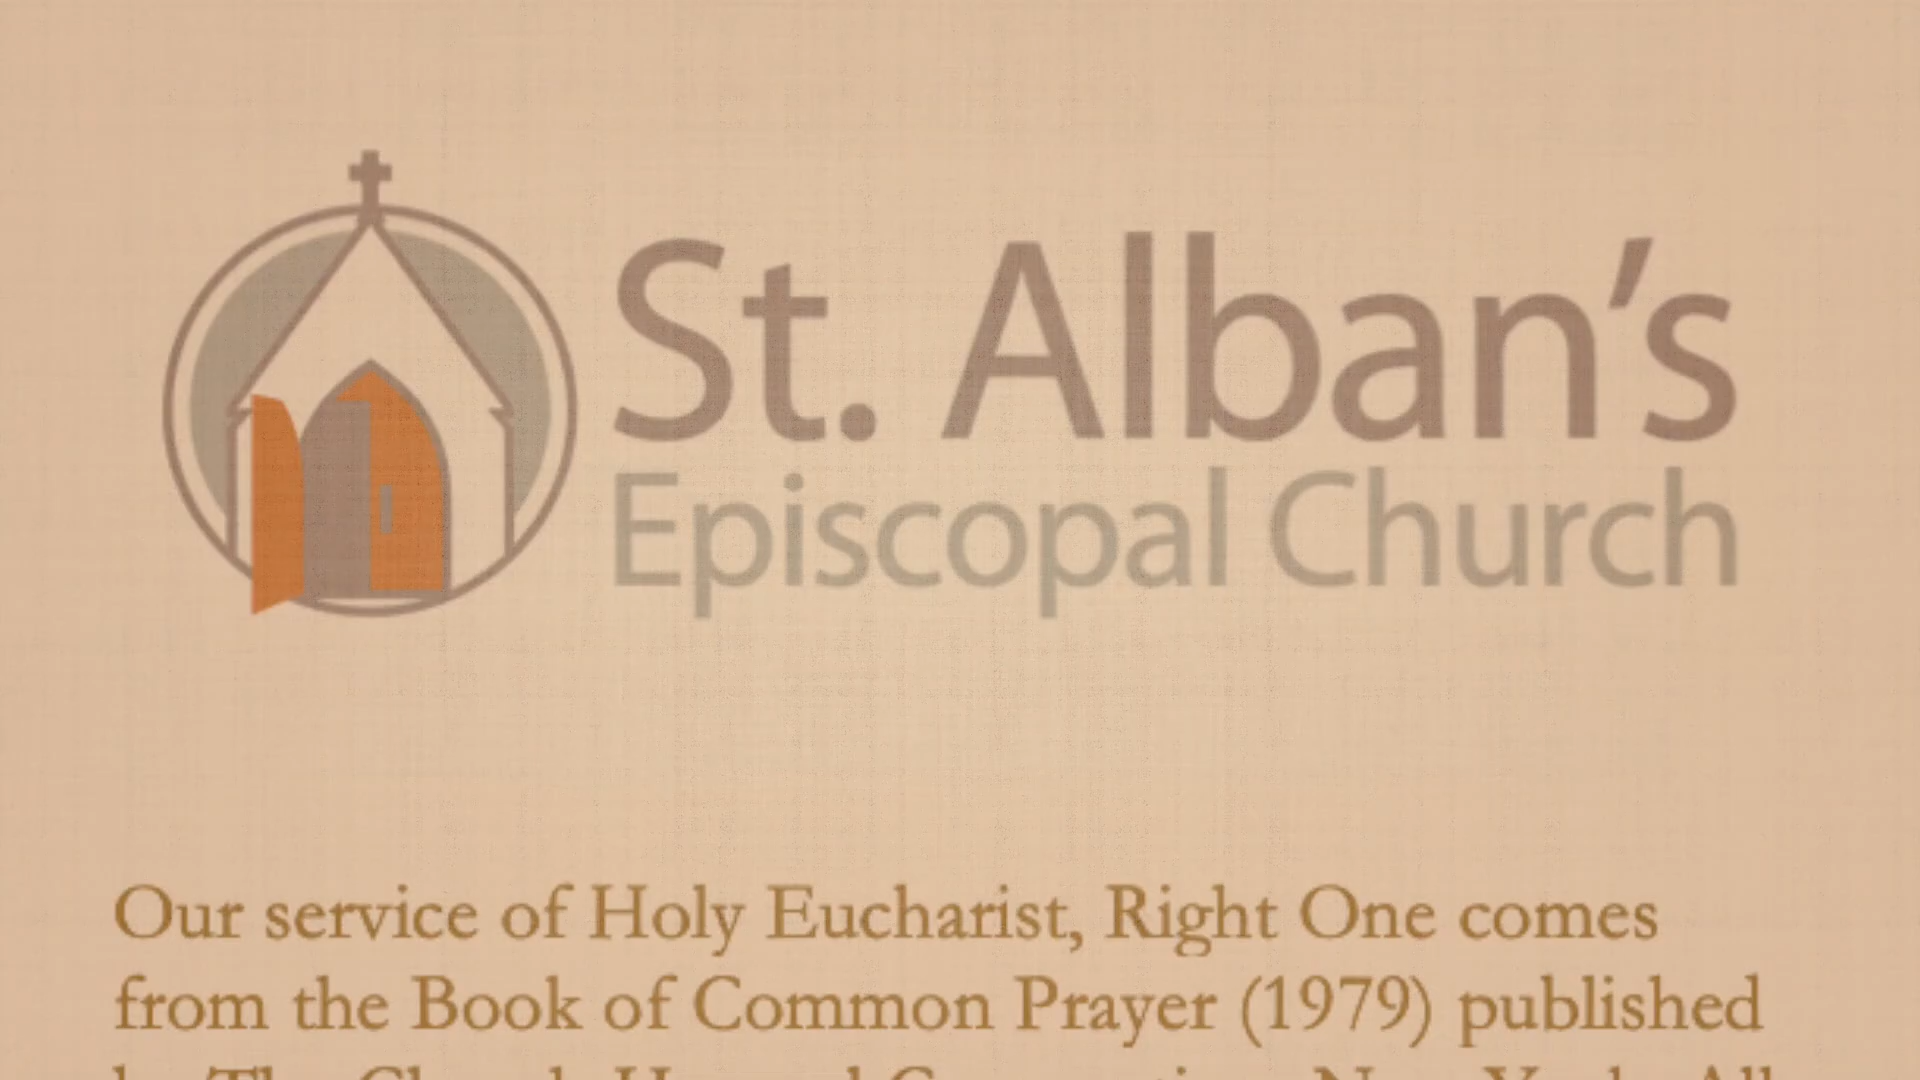 St. Alban's
Episcopal Church
Our service of Holy Eucharist, Right One comes
from the Book of Common Prayer (1979) published